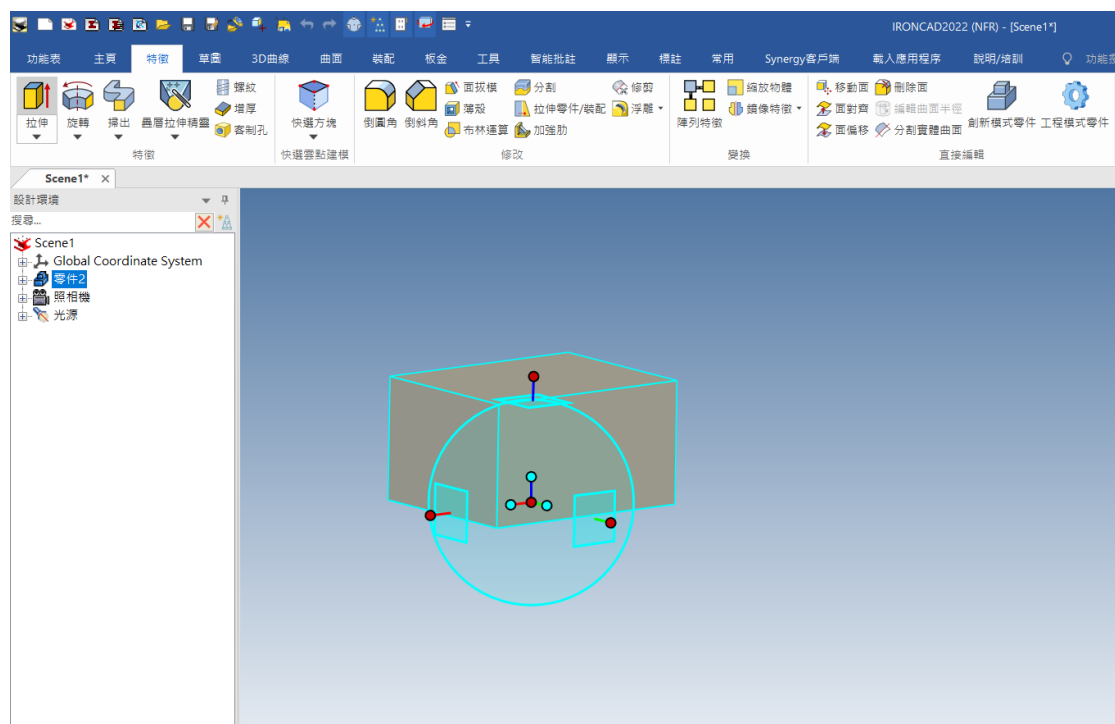 IRONCAD2022 (NFR) - [Scene1*]
功能表 主頁 特徵 草圖 3D曲線 曲面 裝配 板金 工具 智能批註 顯示 標註 常用 Synergy客戶端 載入應用程序 說明/培訓 功能搜
拉伸 旋轉 掃出 疊層拉伸精靈 螺紋 增厚 客制孔
特徵
快選方塊
快選雲點建模
倒圓角 倒斜角 面拔模 薄殼 布林運算 分割 拉伸零件/裝配 加強肋 修剪 浮雕
修改
陣列特徵 縮放物體 鏡像特徵
變換
移動面 面對齊 面偏移 刪除面 編輯曲面半徑 分割實體曲面 創新模式零件 工程模式零件
直接編輯
Scene1*
設計環境
搜尋...
Scene1
Global Coordinate System
零件2
照相機
光源